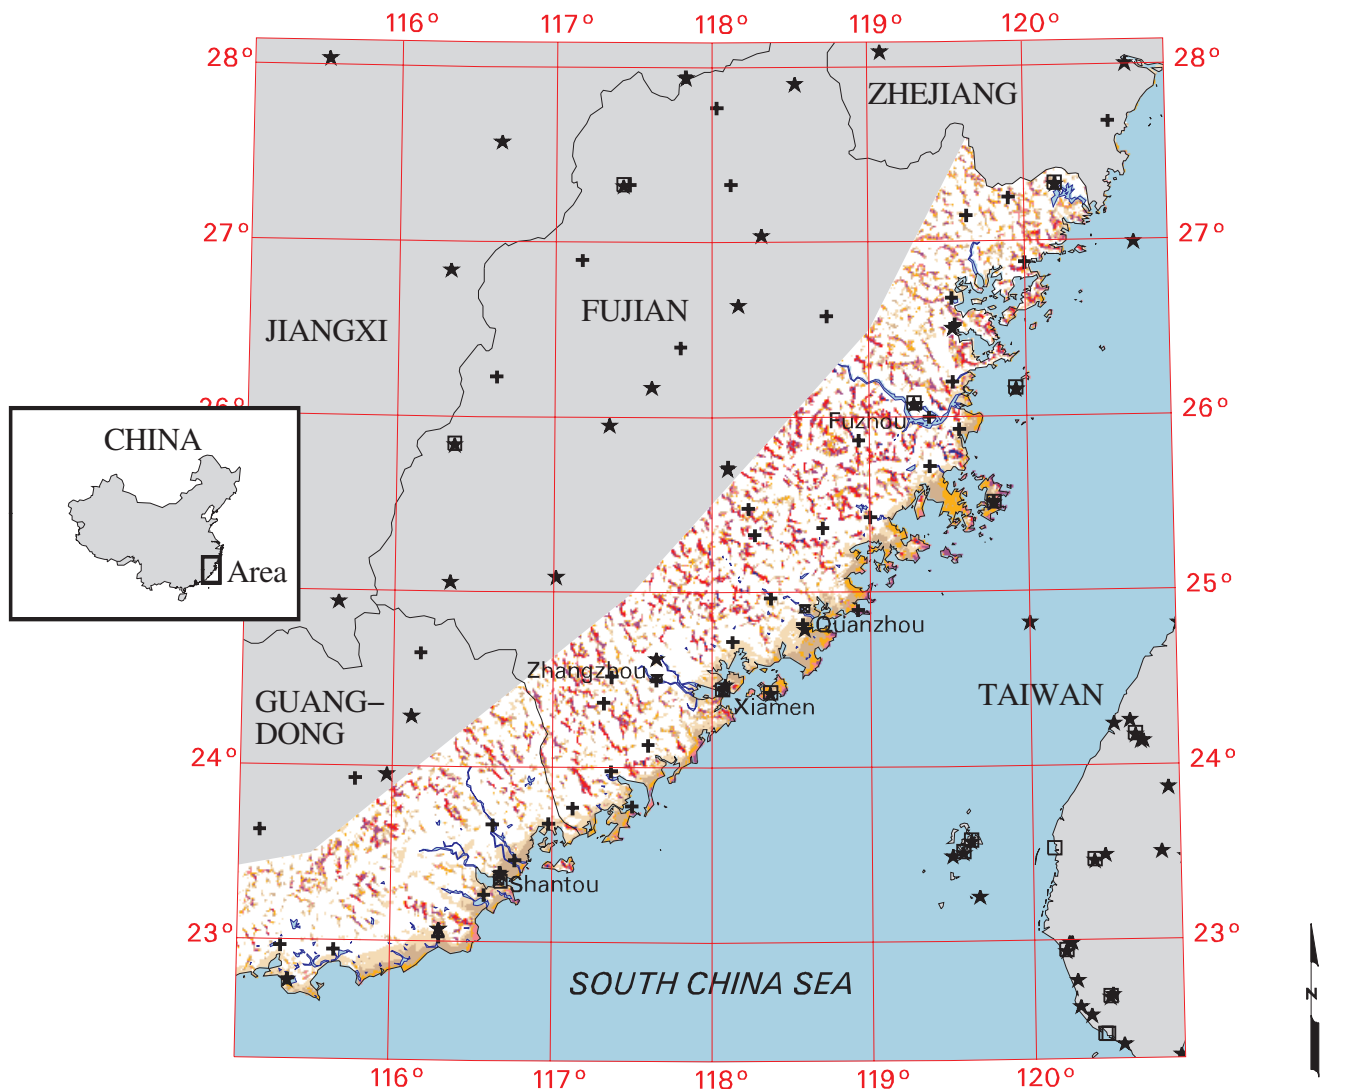 116° 117° 118° 119° 120°
28° 28°
ZHEJIANG
27° 27°
FUJIAN
JIANGXI
26° 26°
Fuzhou
CHINA
Area
25° 25°
Quanzhou
Zhangzhou
Xiamen
TAIWAN
GUANG–
DONG
24° 24°
Shantou
23° 23°
SOUTH CHINA SEA
N
116° 117° 118° 119° 120°